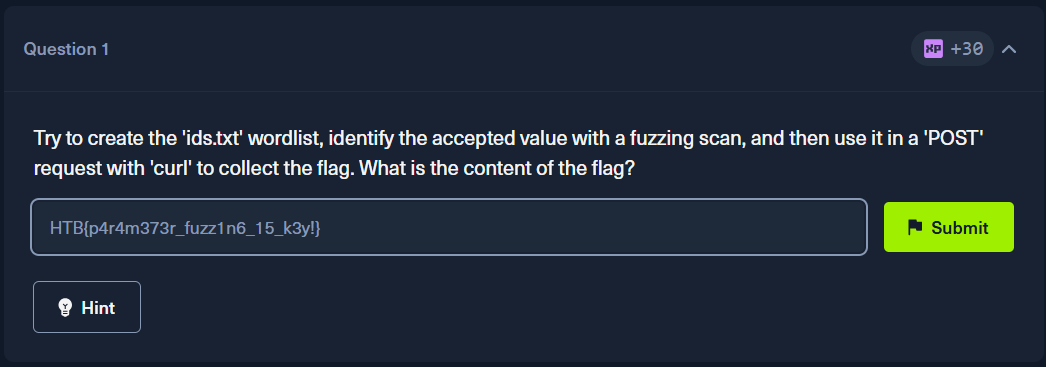 Question 1
XP +30
Try to create the 'ids.txt' wordlist, identify the accepted value with a fuzzing scan, and then use it in a 'POST'
request with 'curl' to collect the flag. What is the content of the flag?
HTB{p4r4m373r_fuzz1n6_15_k3y!}
Submit
Hint